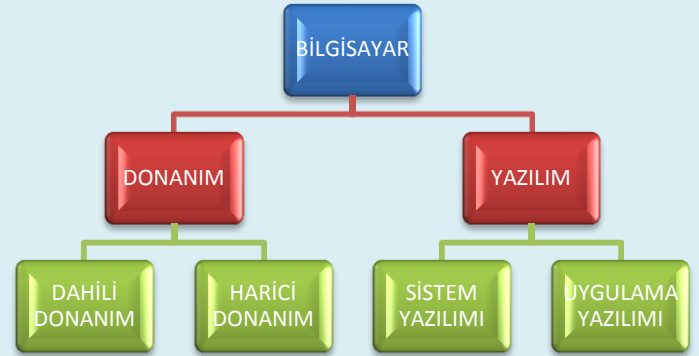 BİLGİSAYAR
DONANIM
YAZILIM
DAHİLİ
DONANIM
HARİCİ
DONANIM
SİSTEM
YAZILIMI
UYGULAMA
YAZILIMI